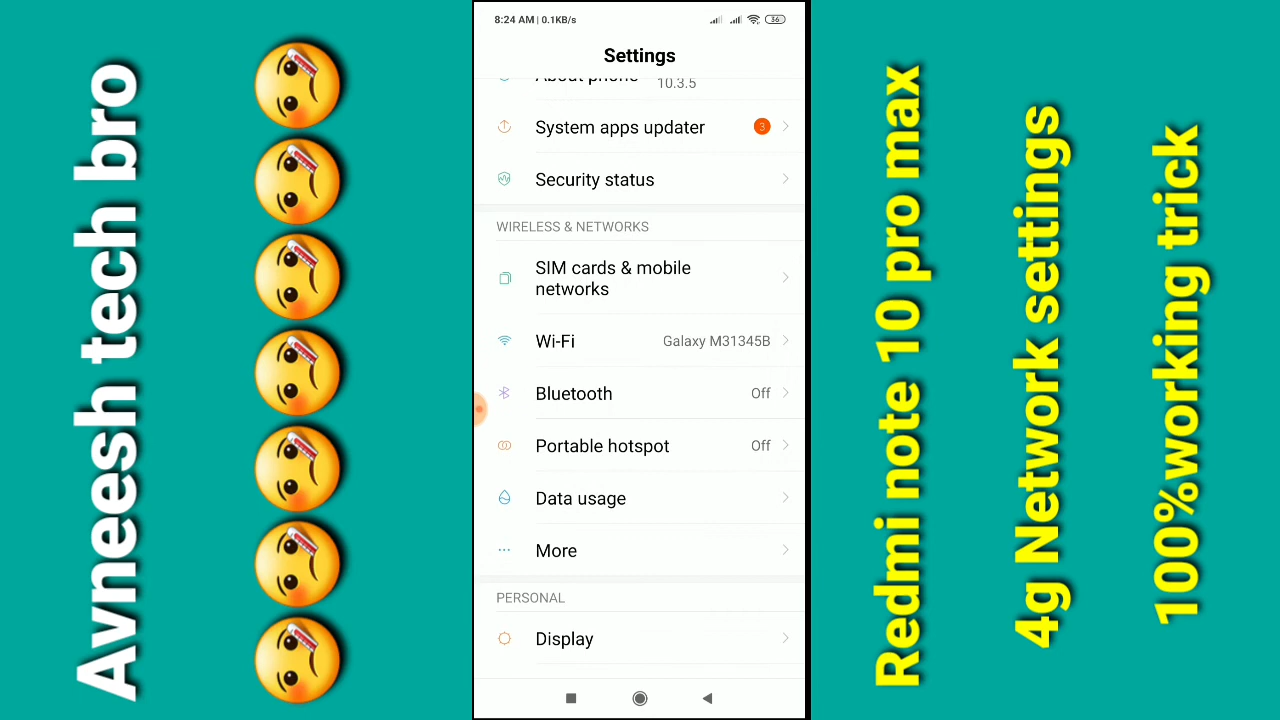 Avneesh tech bro
8:24 AM | 0.1KB/s
36
Settings
About phone
10.3.5
System apps updater
3
Security status
WIRELESS & NETWORKS
SIM cards & mobile
networks
Wi-Fi
Galaxy M31345B
Bluetooth
Off
Portable hotspot
Off
Data usage
More
PERSONAL
Display
Redmi note 10 pro max
4g Network settings
100%working trick